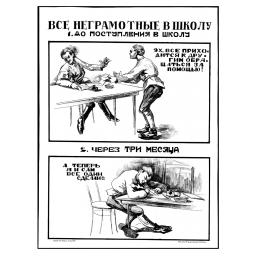 ВСЕ НЕГРАМОТНЫЕ В ШКОЛУ
1. ДО ПОСТУПЛЕНИЯ В ШКОЛУ
ЭХ, ВСЕ ПРИХО-
ДИТСЯ К ДРУ-
ГИМ ОБРА-
ЩАТЬСЯ ЗА
ПОМОЩЬЮ!
2. ЧЕРЕЗ ТРИ МЕСЯЦА
А ТЕПЕРЬ
Я И САМ
ВСЕ ОДИН
СДЕЛАЮ!